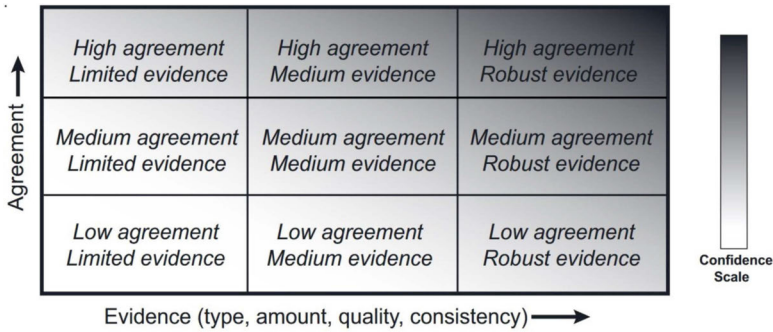 High agreement
Limited evidence
High agreement
Medium evidence
High agreement
Robust evidence
Medium agreement
Limited evidence
Medium agreement
Medium evidence
Medium agreement
Robust evidence
Low agreement
Limited evidence
Low agreement
Medium evidence
Low agreement
Robust evidence
Agreement
Evidence (type, amount, quality, consistency)
Confidence
Scale